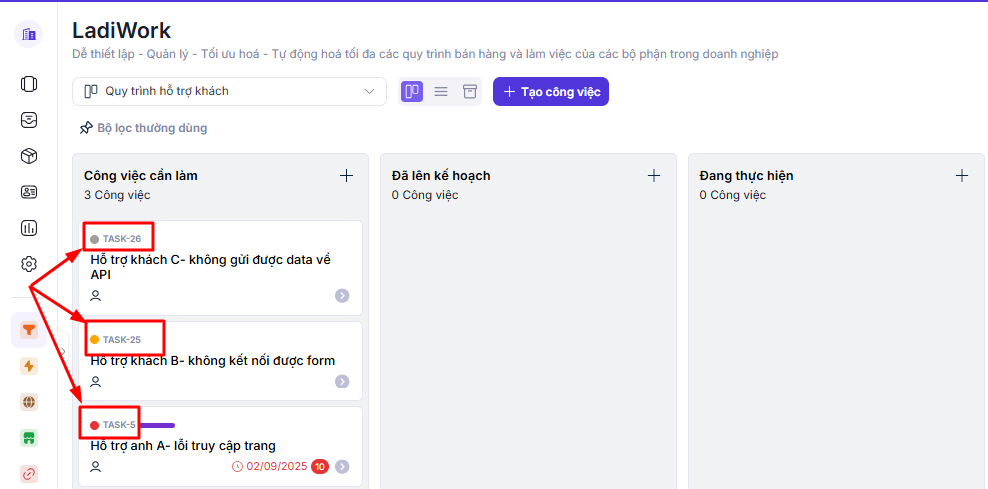 LadiWork
Dễ thiết lập - Quản lý - Tối ưu hoá - Tự động hoá tối đa các quy trình bán hàng và làm việc của các bộ phận trong doanh nghiệp
Quy trình hỗ trợ khách
Tạo công việc
Bộ lọc thường dùng
Công việc cần làm
3 Công việc
TASK-26
Hỗ trợ khách C- không gửi được data về
API
TASK-25
Hỗ trợ khách B- không kết nối được form
TASK-5
Hỗ trợ anh A- lỗi truy cập trang
02/09/2025 10
Đã lên kế hoạch
0 Công việc
Đang thực hiện
0 Công việc